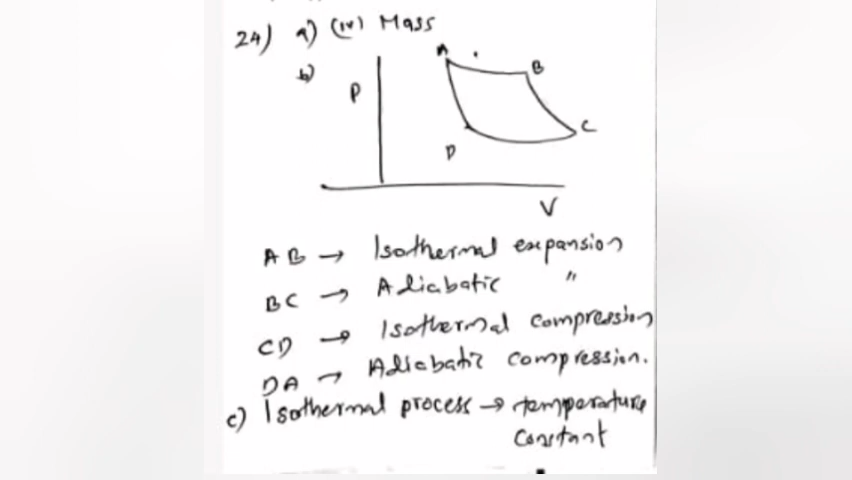 24) a) (iv) Mass
b)
A
B
P
C
D
V
AB → Isothermal expansion
BC → Adiabatic "
CD → Isothermal compression
DA → Adiabatic compression.
c) Isothermal process → temperature
constant